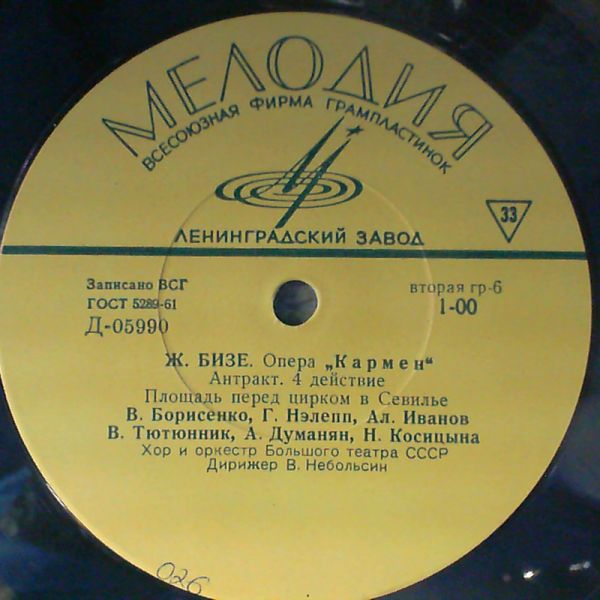 МЕЛОДИЯ
ВСЕСОЮЗНАЯ ФИРМА ГРАМПЛАСТИНОК
33
ЛЕНИНГРАДСКИЙ ЗАВОД
Записано ВСГ
ГОСТ 5289-61
Д-05990
вторая гр-6
1-00
Ж. БИЗЕ. Опера „Кармен“
Антракт. 4 действие
Площадь перед цирком в Севилье
В. Борисенко, Г. Нэлепп, Ал. Иванов
В. Тютюнник, А. Думанян, Н. Косицына
Хор и оркестр Большого театра СССР
Дирижер В. Небольсин
026